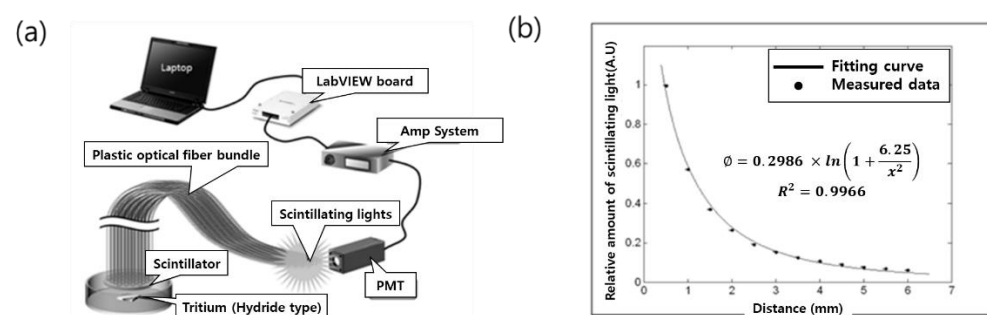 (a)
Laptop
LabVIEW board
Amp System
Plastic optical fiber bundle
Scintillating lights
Scintillator
PMT
Tritium (Hydride type)
(b)
Relative amount of scintillating light(A.U)
1
0.8
0.6
0.4
0.2
0
0 1 2 3 4 5 6 7
Distance (mm)
Fitting curve
Measured data
∅ = 0.2986 × ln(1 + 6.25/x²)
R² = 0.9966